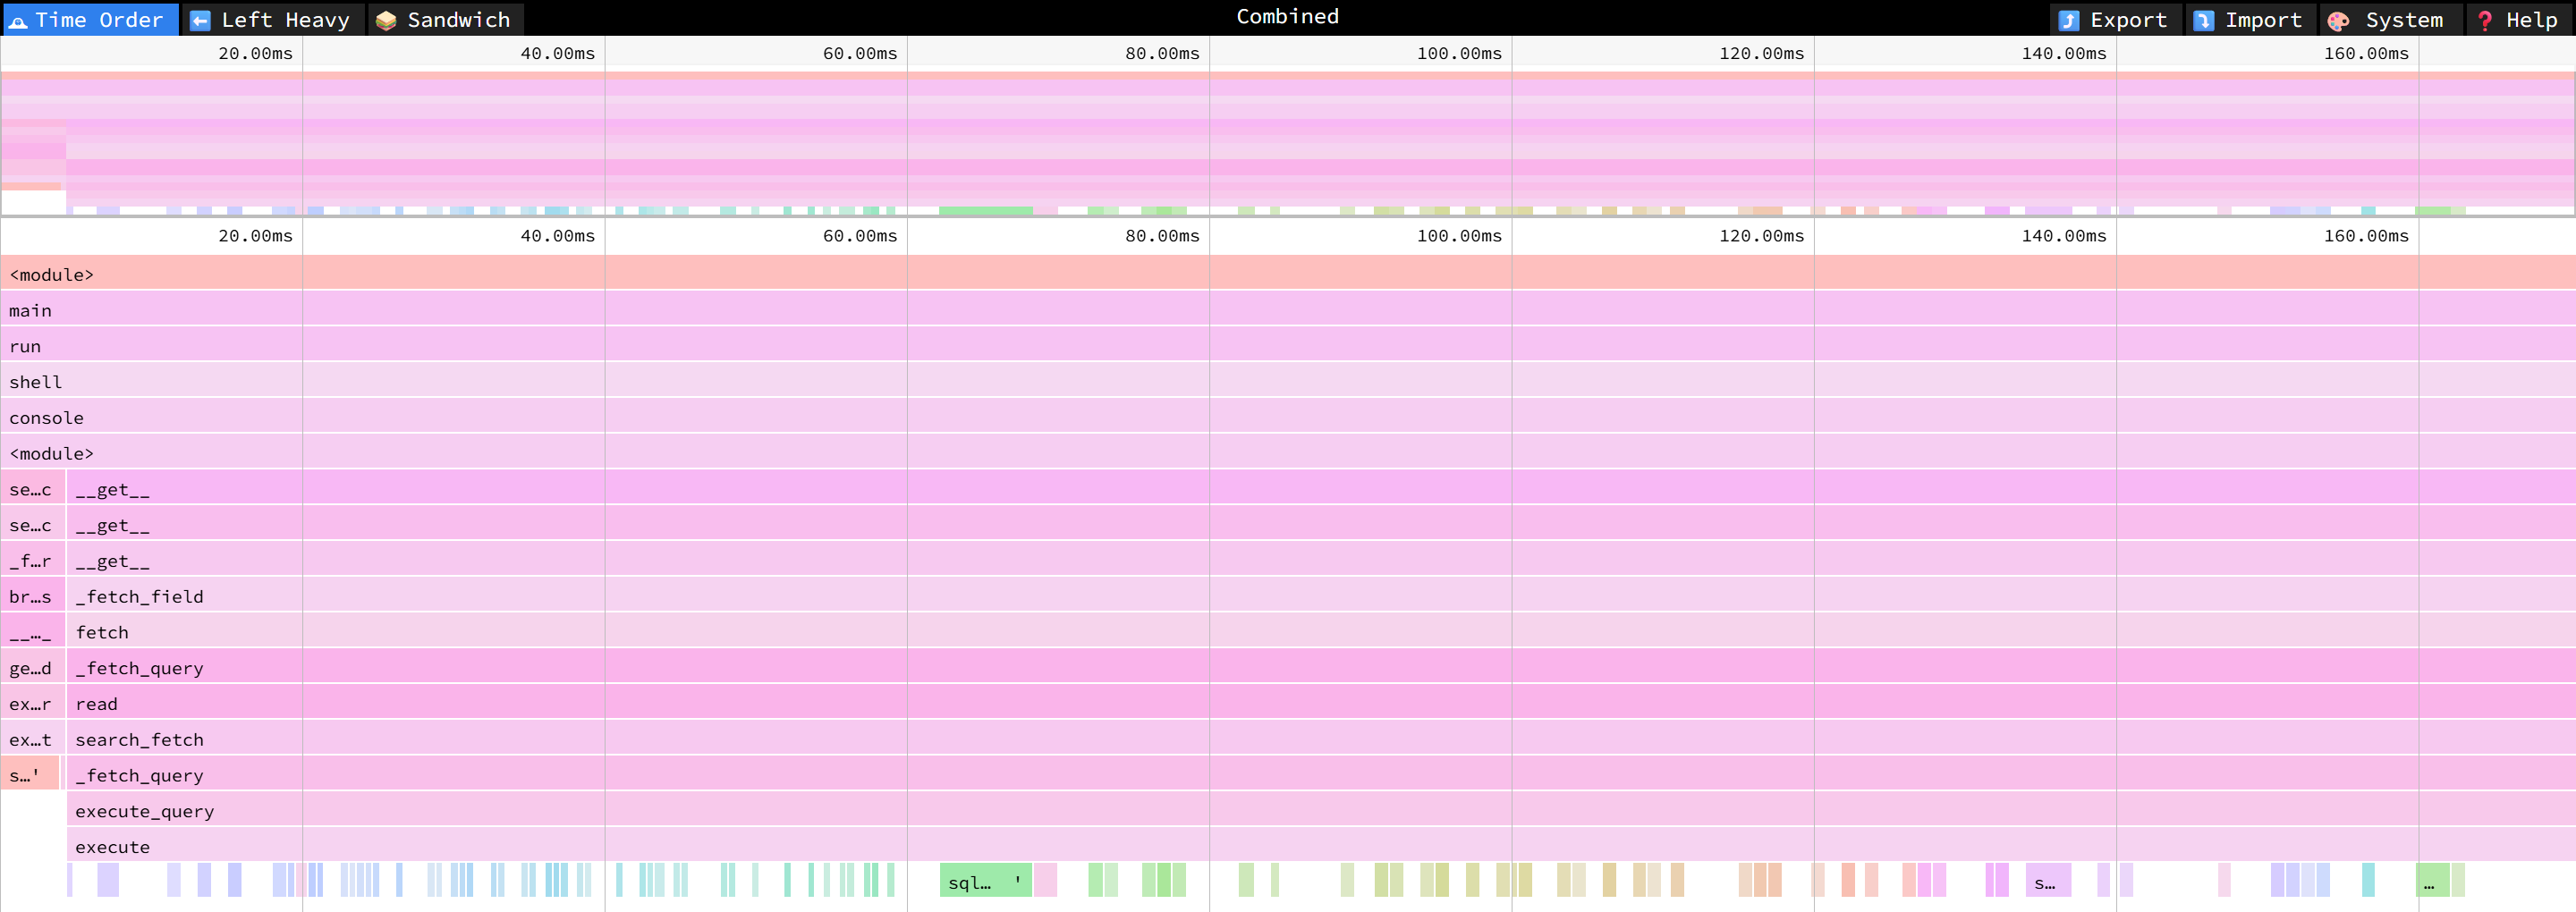 Time Order Left Heavy Sandwich Combined Export Import System Help
20.00ms 40.00ms 60.00ms 80.00ms 100.00ms 120.00ms 140.00ms 160.00ms
20.00ms 40.00ms 60.00ms 80.00ms 100.00ms 120.00ms 140.00ms 160.00ms
<module>
main
run
shell
console
<module>
se…c __get__
se…c __get__
_f…r __get__
br…s _fetch_field
__…_ fetch
ge…d _fetch_query
ex…r read
ex…t search_fetch
s…' _fetch_query
execute_query
execute
sql… ' s… …